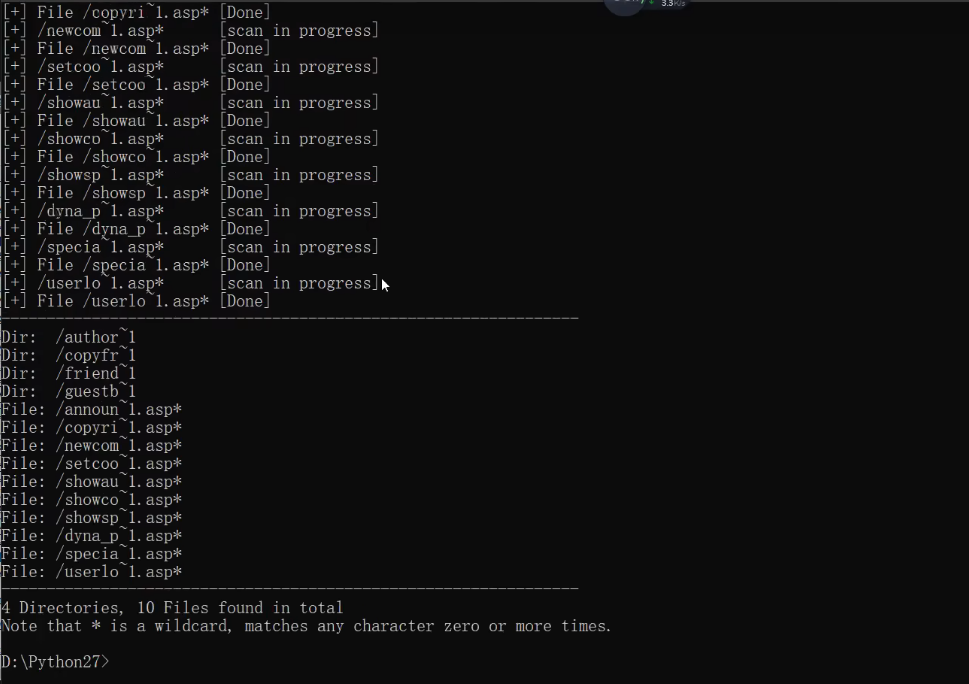 [+] File /copyri~1.asp* [Done]
3.3K/s
[+] /newcom~1.asp* [scan in progress]
[+] File /newcom~1.asp* [Done]
[+] /setcoo~1.asp* [scan in progress]
[+] File /setcoo~1.asp* [Done]
[+] /showau~1.asp* [scan in progress]
[+] File /showau~1.asp* [Done]
[+] /showco~1.asp* [scan in progress]
[+] File /showco~1.asp* [Done]
[+] /showsp~1.asp* [scan in progress]
[+] File /showsp~1.asp* [Done]
[+] /dyna_p~1.asp* [scan in progress]
[+] File /dyna_p~1.asp* [Done]
[+] /specia~1.asp* [scan in progress]
[+] File /specia~1.asp* [Done]
[+] /userlo~1.asp* [scan in progress]
[+] File /userlo~1.asp* [Done]
----------------------------------------------------------------
Dir: /author~1
Dir: /copyfr~1
Dir: /friend~1
Dir: /guestb~1
File: /announ~1.asp*
File: /copyri~1.asp*
File: /newcom~1.asp*
File: /setcoo~1.asp*
File: /showau~1.asp*
File: /showco~1.asp*
File: /showsp~1.asp*
File: /dyna_p~1.asp*
File: /specia~1.asp*
File: /userlo~1.asp*
----------------------------------------------------------------
4 Directories, 10 Files found in total
Note that * is a wildcard, matches any character zero or more times.
D:\Python27>